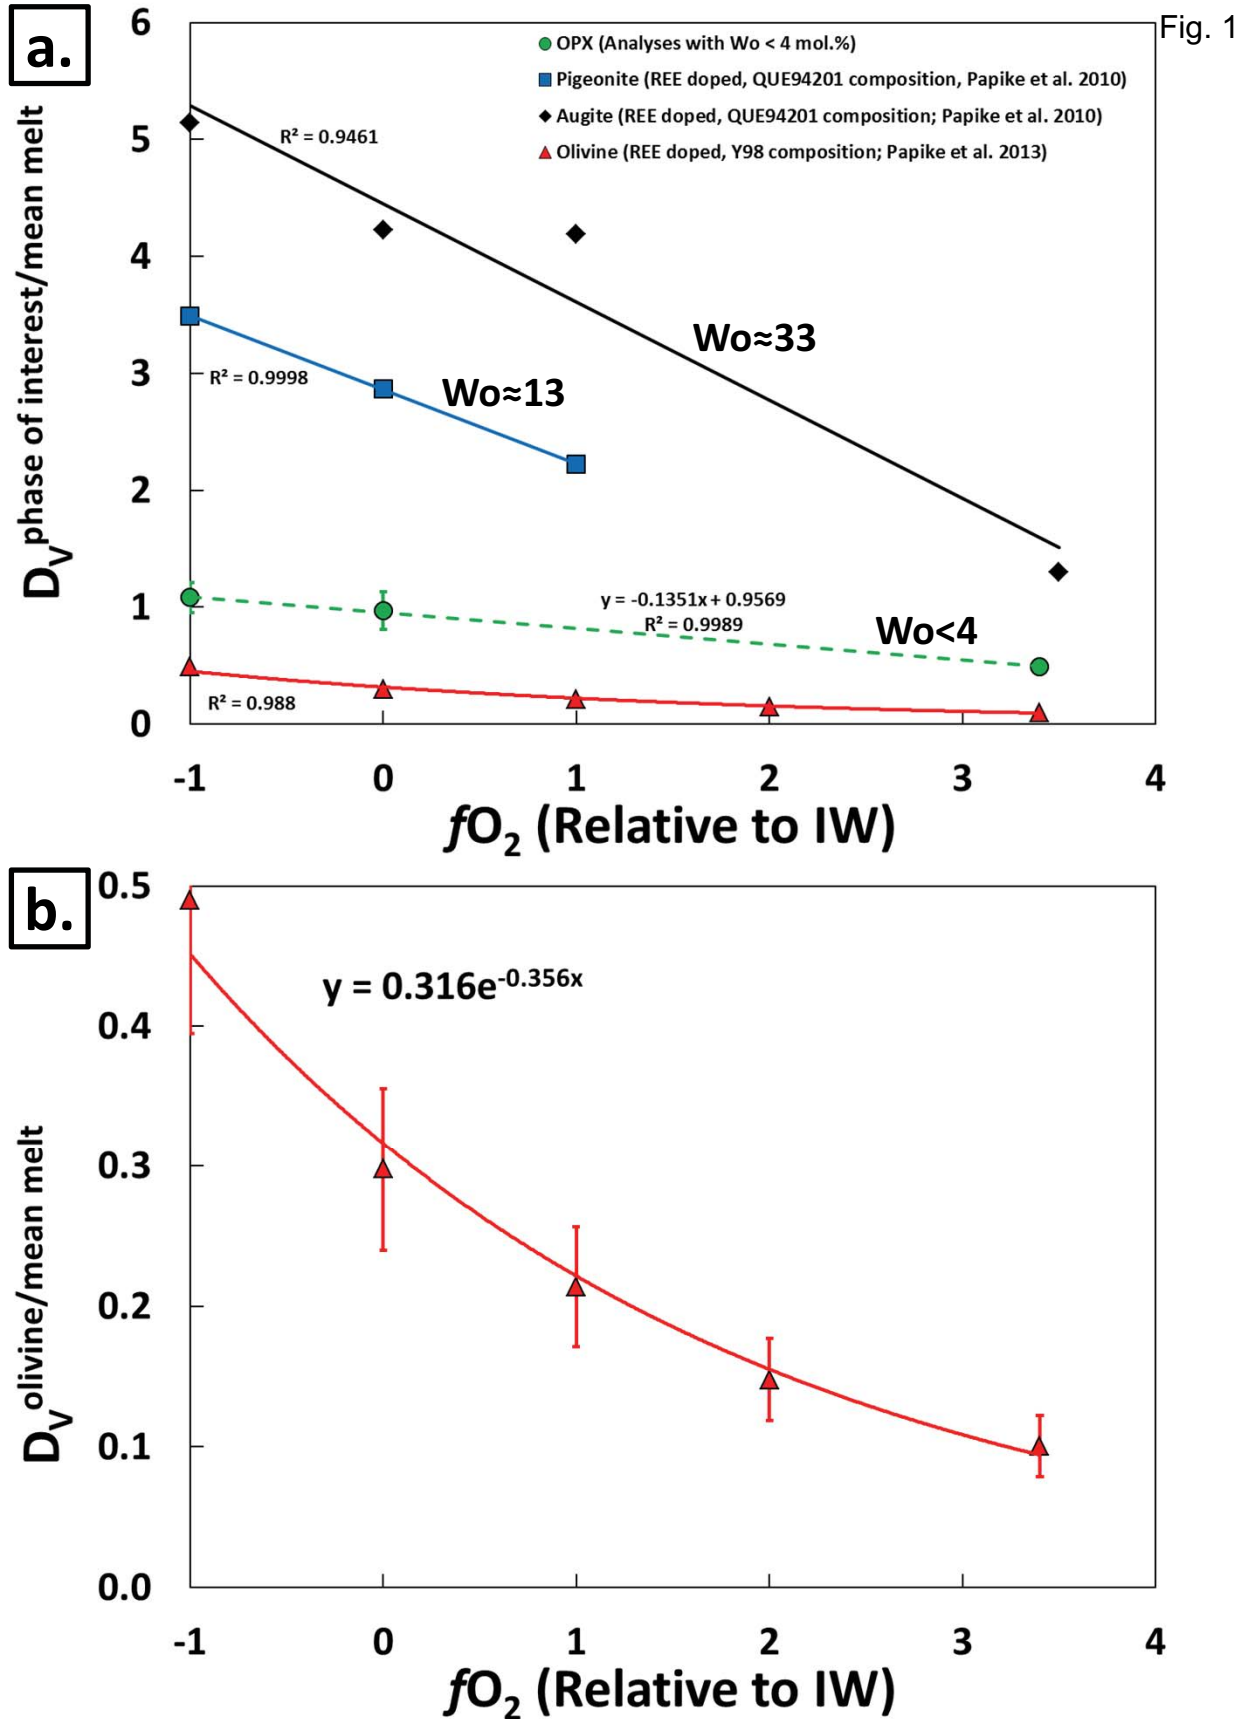 Fig. 1
a.
D_V phase of interest/mean melt
6
5
4
3
2
1
0
OPX (Analyses with Wo < 4 mol.%)
Pigeonite (REE doped, QUE94201 composition, Papike et al. 2010)
Augite (REE doped, QUE94201 composition; Papike et al. 2010)
Olivine (REE doped, Y98 composition; Papike et al. 2013)
R² = 0.9461
Wo≈33
R² = 0.9998
Wo≈13
y = -0.1351x + 0.9569
R² = 0.9989
Wo<4
R² = 0.988
-1 0 1 2 3 4
fO₂ (Relative to IW)
b.
D_V olivine/mean melt
0.5
0.4
0.3
0.2
0.1
0.0
y = 0.316e^-0.356x
-1 0 1 2 3 4
fO₂ (Relative to IW)